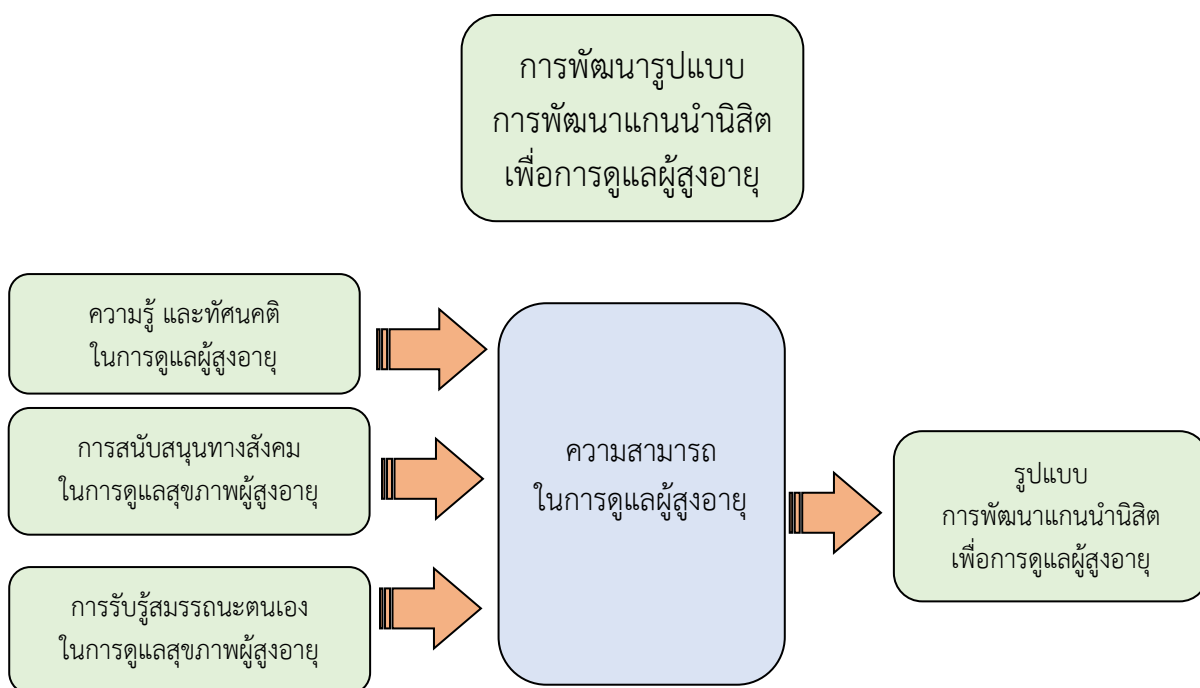 การพัฒนารูปแบบ
การพัฒนาแกนนำนิสิต
เพื่อการดูแลผู้สูงอายุ
ความรู้ และทัศนคติ
ในการดูแลผู้สูงอายุ
การสนับสนุนทางสังคม
ในการดูแลสุขภาพผู้สูงอายุ
การรับรู้สมรรถนะตนเอง
ในการดูแลสุขภาพผู้สูงอายุ
ความสามารถ
ในการดูแลผู้สูงอายุ
รูปแบบ
การพัฒนาแกนนำนิสิต
เพื่อการดูแลผู้สูงอายุ